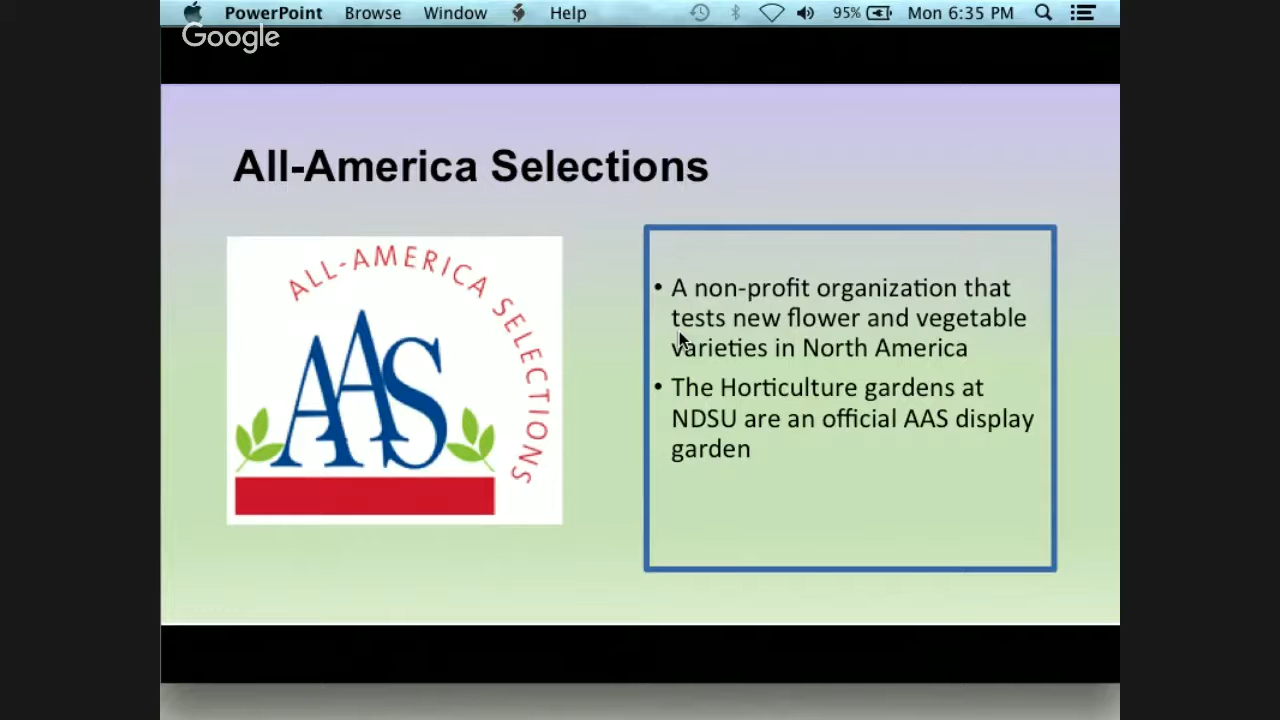 PowerPoint Browse Window Help 95% Mon 6:35 PM
Google
All-America Selections
ALL-AMERICA SELECTIONS
AAS
• A non-profit organization that
tests new flower and vegetable
varieties in North America
• The Horticulture gardens at
NDSU are an official AAS display
garden